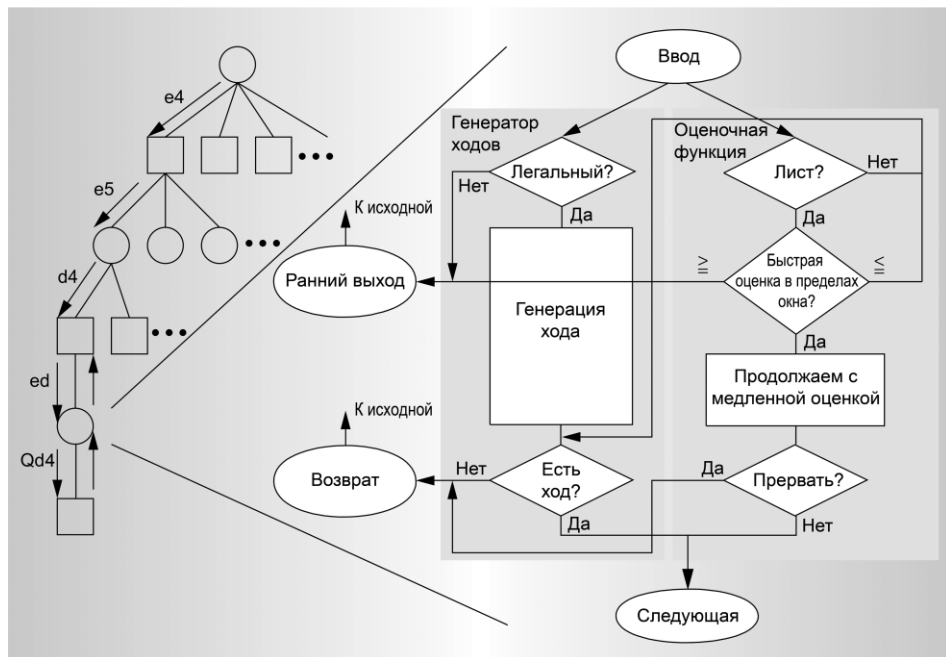 e4
e5
d4
ed
Qd4
Ввод
Генератор
ходов
Оценочная
функция
Легальный?
Нет
Да
Лист?
Нет
Да
К исходной
Ранний выход
Генерация
хода
≧
Быстрая
оценка в пределах
окна?
≦
Да
Продолжаем с
медленной оценкой
К исходной
Возврат
Нет
Есть
ход?
Да
Да
Прервать?
Нет
Следующая